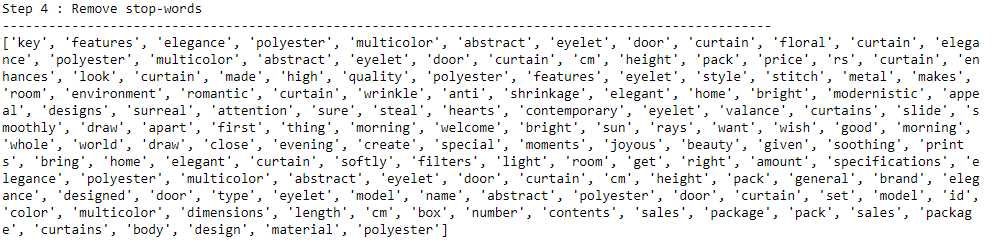 Step 4 : Remove stop-words
----------------------------------------------------------------------------------------------------
['key', 'features', 'elegance', 'polyester', 'multicolor', 'abstract', 'eyelet', 'door', 'curtain', 'floral', 'curtain', 'elega
nce', 'polyester', 'multicolor', 'abstract', 'eyelet', 'door', 'curtain', 'cm', 'height', 'pack', 'price', 'rs', 'curtain', 'en
hances', 'look', 'curtain', 'made', 'high', 'quality', 'polyester', 'features', 'eyelet', 'style', 'stitch', 'metal', 'makes',
'room', 'environment', 'romantic', 'curtain', 'wrinkle', 'anti', 'shrinkage', 'elegant', 'home', 'bright', 'modernistic', 'appe
al', 'designs', 'surreal', 'attention', 'sure', 'steal', 'hearts', 'contemporary', 'eyelet', 'valance', 'curtains', 'slide', 's
moothly', 'draw', 'apart', 'first', 'thing', 'morning', 'welcome', 'bright', 'sun', 'rays', 'want', 'wish', 'good', 'morning',
'whole', 'world', 'draw', 'close', 'evening', 'create', 'special', 'moments', 'joyous', 'beauty', 'given', 'soothing', 'print
s', 'bring', 'home', 'elegant', 'curtain', 'softly', 'filters', 'light', 'room', 'get', 'right', 'amount', 'specifications', 'e
legance', 'polyester', 'multicolor', 'abstract', 'eyelet', 'door', 'curtain', 'cm', 'height', 'pack', 'general', 'brand', 'eleg
ance', 'designed', 'door', 'type', 'eyelet', 'model', 'name', 'abstract', 'polyester', 'door', 'curtain', 'set', 'model', 'id',
'color', 'multicolor', 'dimensions', 'length', 'cm', 'box', 'number', 'contents', 'sales', 'package', 'pack', 'sales', 'packag
e', 'curtains', 'body', 'design', 'material', 'polyester']